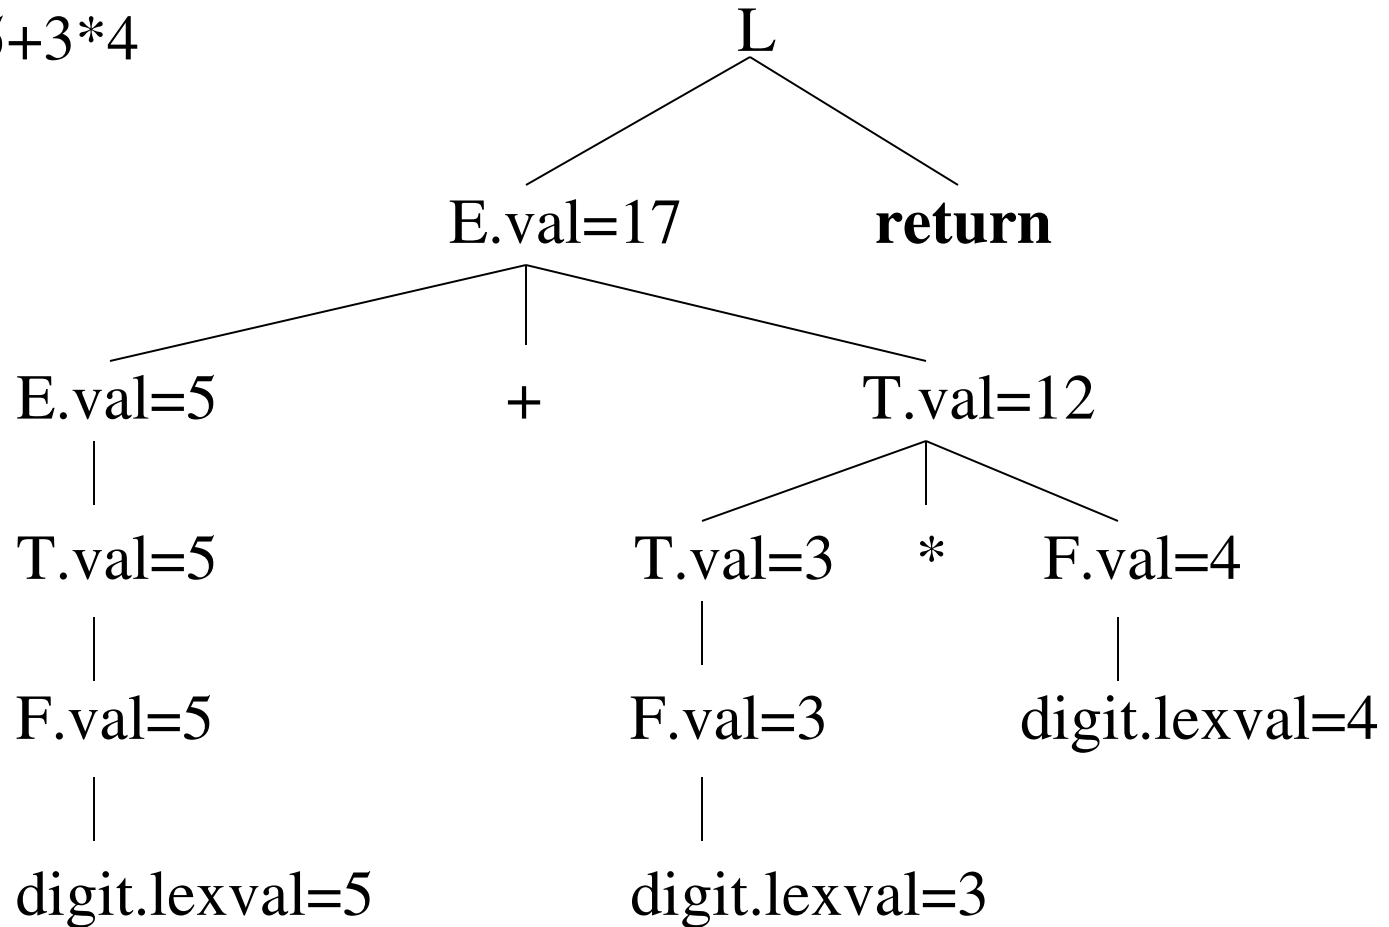 5+3*4
L
E.val=17 return
E.val=5 + T.val=12
T.val=5 T.val=3 * F.val=4
F.val=5 F.val=3 digit.lexval=4
digit.lexval=5 digit.lexval=3